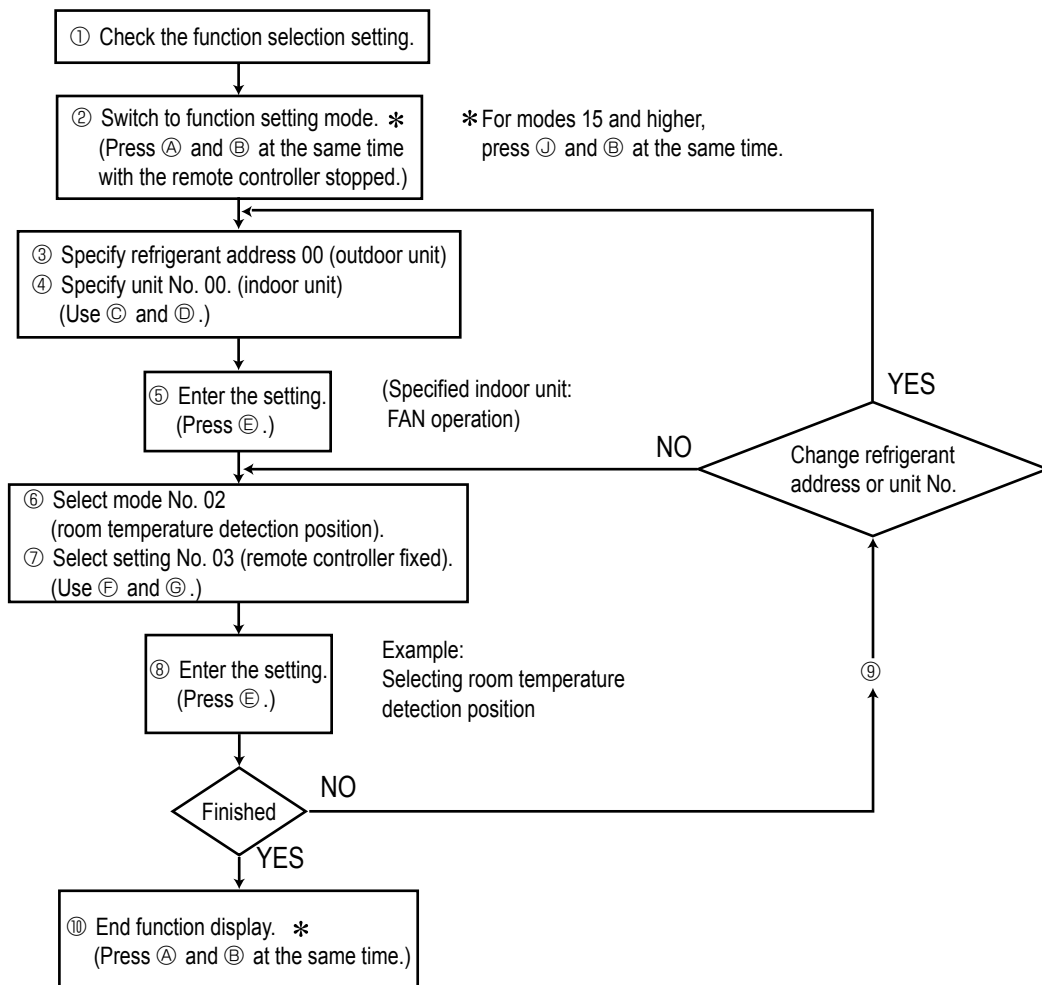 ① Check the function selection setting.
② Switch to function setting mode. *
(Press Ⓐ and Ⓑ at the same time
with the remote controller stopped.)
* For modes 15 and higher,
press Ⓙ and Ⓑ at the same time.
③ Specify refrigerant address 00 (outdoor unit)
④ Specify unit No. 00. (indoor unit)
(Use Ⓒ and Ⓓ.)
⑤ Enter the setting.
(Press Ⓔ.)
(Specified indoor unit:
FAN operation)
YES
NO
Change refrigerant
address or unit No.
⑥ Select mode No. 02
(room temperature detection position).
⑦ Select setting No. 03 (remote controller fixed).
(Use Ⓕ and Ⓖ.)
⑧ Enter the setting.
(Press Ⓔ.)
Example:
Selecting room temperature
detection position
⑨
Finished
NO
YES
⑩ End function display. *
(Press Ⓐ and Ⓑ at the same time.)